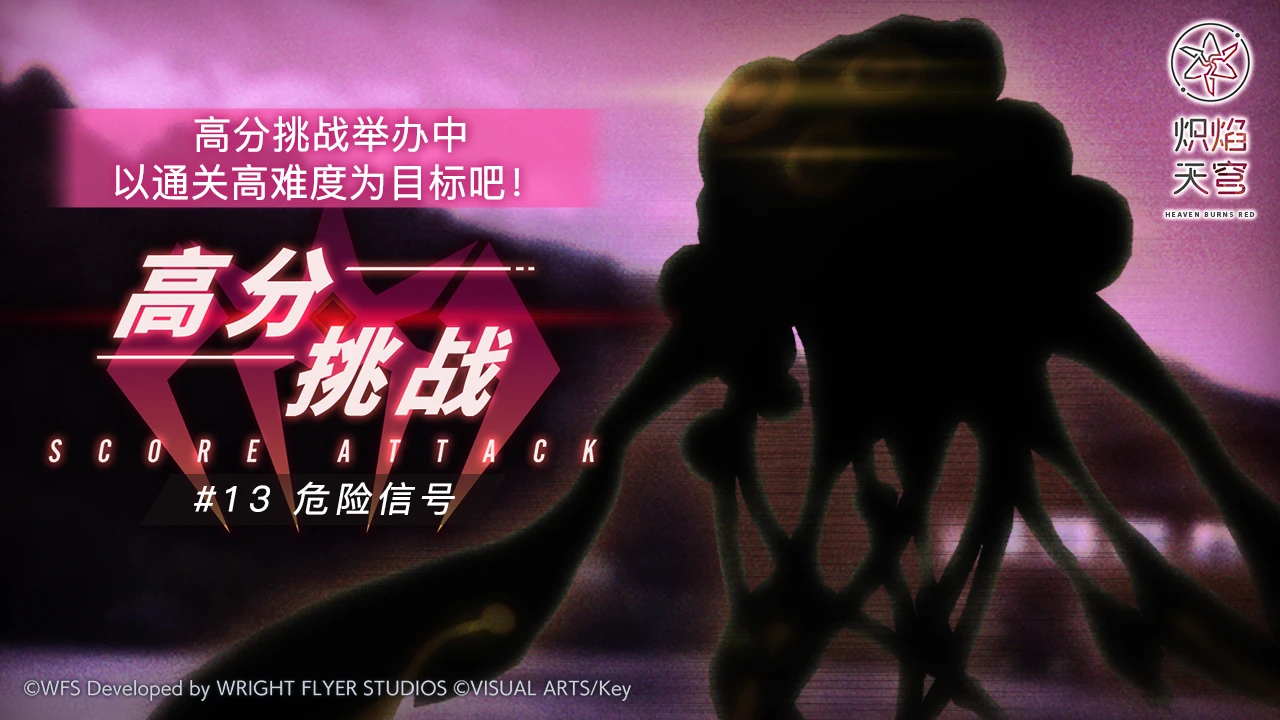 高分挑战举办中
以通关高难度为目标吧！
高分
挑战
SCORE ATTACK
#13 危险信号
炽焰
天穹
HEAVEN BURNS RED
©WFS Developed by WRIGHT FLYER STUDIOS ©VISUAL ARTS/Key